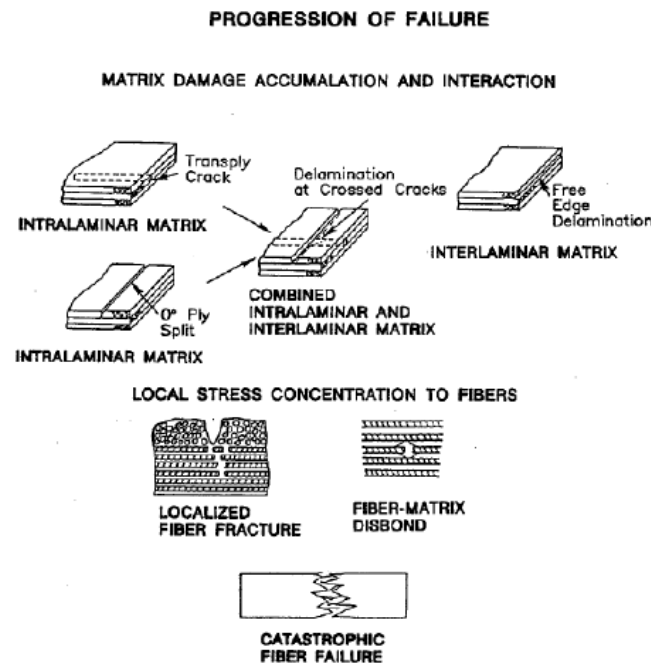 PROGRESSION OF FAILURE
MATRIX DAMAGE ACCUMALATION AND INTERACTION
Transply
Crack
INTRALAMINAR MATRIX
Delamination
at Crossed Cracks
Free
Edge
Delamination
INTERLAMINAR MATRIX
0° Ply
Split
INTRALAMINAR MATRIX
COMBINED
INTRALAMINAR AND
INTERLAMINAR MATRIX
LOCAL STRESS CONCENTRATION TO FIBERS
LOCALIZED
FIBER FRACTURE
FIBER-MATRIX
DISBOND
CATASTROPHIC
FIBER FAILURE